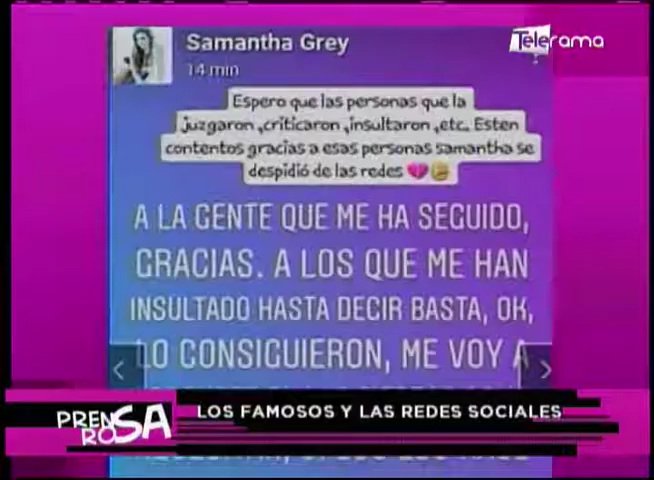 Samantha Grey
14 min
Telerama
Espero que las personas que la
juzgaron ,criticaron ,insultaron ,etc. Esten
contentos gracias a esas personas samantha se
despidió de las redes 💔😪
A LA GENTE QUE ME HA SEGUIDO,
GRACIAS. A LOS QUE ME HAN
INSULTADO HASTA DECIR BASTA, OK,
LO CONSIGUIERON, ME VOY A
PRENSA
ROSA
LOS FAMOSOS Y LAS REDES SOCIALES